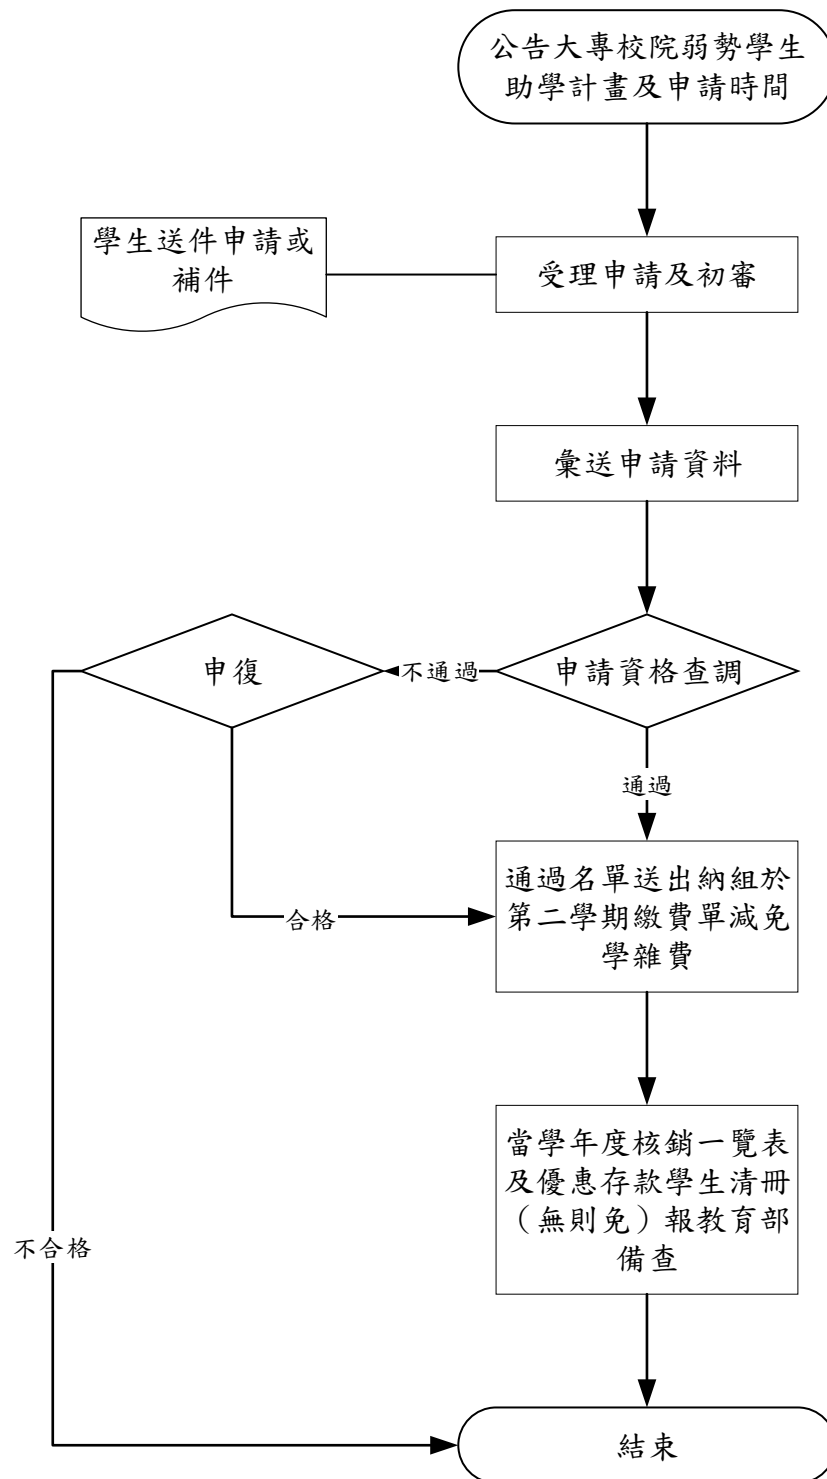 公告大專校院弱勢學生
助學計畫及申請時間
學生送件申請或
補件
受理申請及初審
彙送申請資料
申復
不通過
申請資格查調
通過
通過名單送出納組於
第二學期繳費單減免
學雜費
合格
當學年度核銷一覽表
及優惠存款學生清冊
（無則免）報教育部
備查
不合格
結束